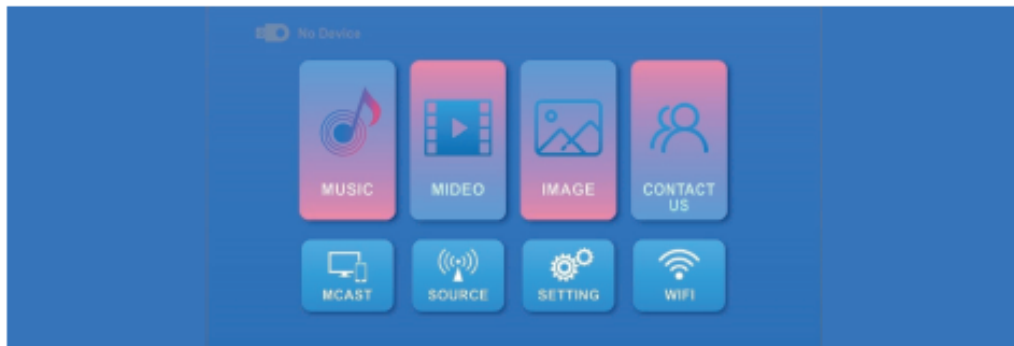 No Device
MUSIC
MIDEO
IMAGE
CONTACT
US
MCAST
SOURCE
SETTING
WIFI